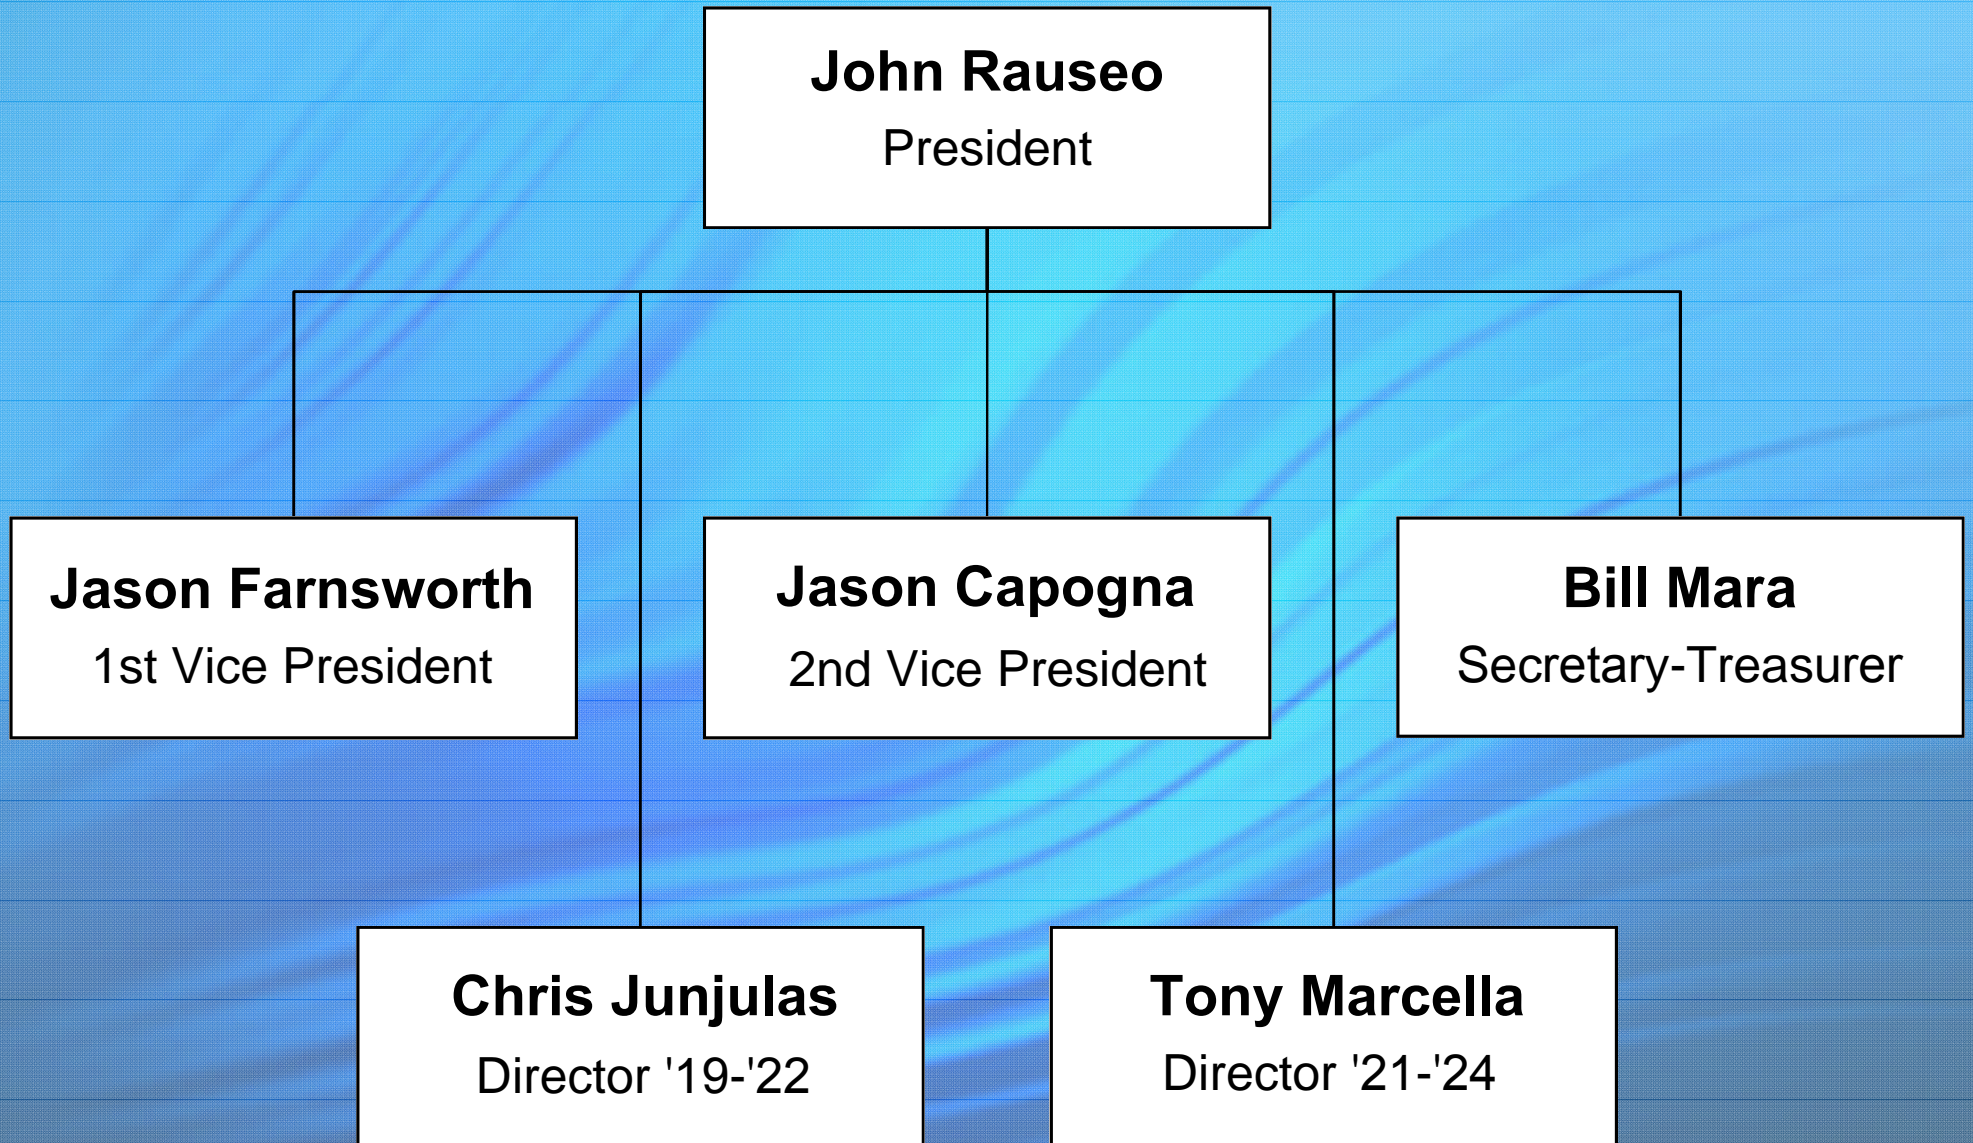 John Rauseo
President
Jason Farnsworth
1st Vice President
Jason Capogna
2nd Vice President
Bill Mara
Secretary-Treasurer
Chris Junjulas
Director '19-'22
Tony Marcella
Director '21-'24